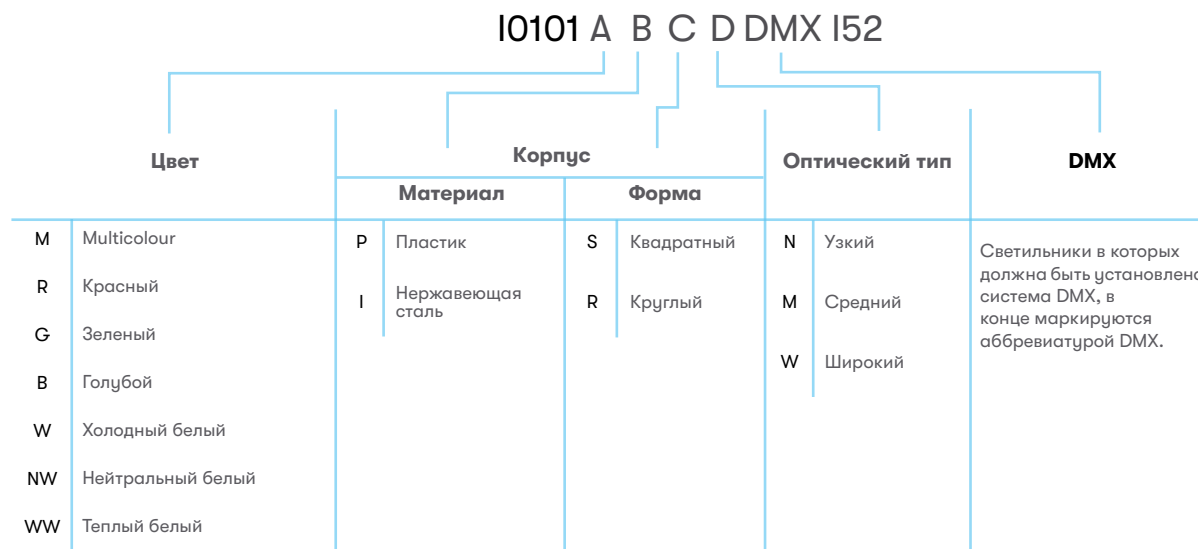 I0101 A B C D DMX I52
Цвет
Корпус
Оптический тип
DMX
Материал
Форма
M Multicolour
R Красный
G Зеленый
B Голубой
W Холодный белый
NW Нейтральный белый
WW Теплый белый
P Пластик
I Нержавеющая
сталь
S Квадратный
R Круглый
N Узкий
M Средний
W Широкий
Светильники в которых
должна быть установлена
система DMX, в
конце маркируются
аббревиатурой DMX.